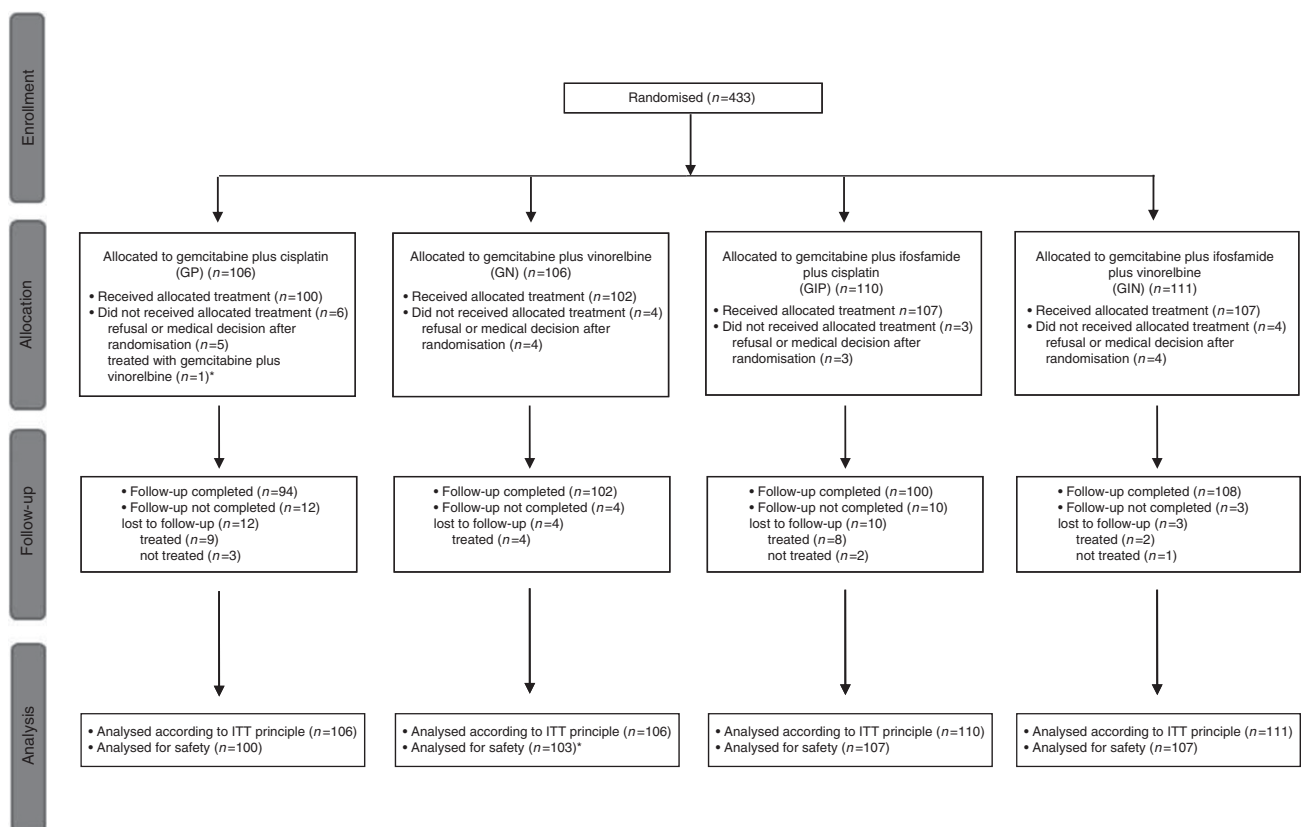 Enrollment
Randomised (n=433)
Allocation
Allocated to gemcitabine plus cisplatin
(GP) (n=106)
• Received allocated treatment (n=100)
• Did not received allocated treatment (n=6)
refusal or medical decision after
randomisation (n=5)
treated with gemcitabine plus
vinorelbine (n=1)*
Allocated to gemcitabine plus vinorelbine
(GN) (n=106)
• Received allocated treatment (n=102)
• Did not received allocated treatment (n=4)
refusal or medical decision after
randomisation (n=4)
Allocated to gemcitabine plus ifosfamide
plus cisplatin
(GIP) (n=110)
• Received allocated treatment n=107)
• Did not received allocated treatment (n=3)
refusal or medical decision after
randomisation (n=3)
Allocated to gemcitabine plus ifosfamide
plus vinorelbine
(GIN) (n=111)
• Received allocated treatment (n=107)
• Did not received allocated treatment (n=4)
refusal or medical decision after
randomisation (n=4)
Follow-up
• Follow-up completed (n=94)
• Follow-up not completed (n=12)
lost to follow-up (n=12)
treated (n=9)
not treated (n=3)
• Follow-up completed (n=102)
• Follow-up not completed (n=4)
lost to follow-up (n=4)
treated (n=4)
• Follow-up completed (n=100)
• Follow-up not completed (n=10)
lost to follow-up (n=10)
treated (n=8)
not treated (n=2)
• Follow-up completed (n=108)
• Follow-up not completed (n=3)
lost to follow-up (n=3)
treated (n=2)
not treated (n=1)
Analysis
• Analysed according to ITT principle (n=106)
• Analysed for safety (n=100)
• Analysed according to ITT principle (n=106)
• Analysed for safety (n=103)*
• Analysed according to ITT principle (n=110)
• Analysed for safety (n=107)
• Analysed according to ITT principle (n=111)
• Analysed for safety (n=107)